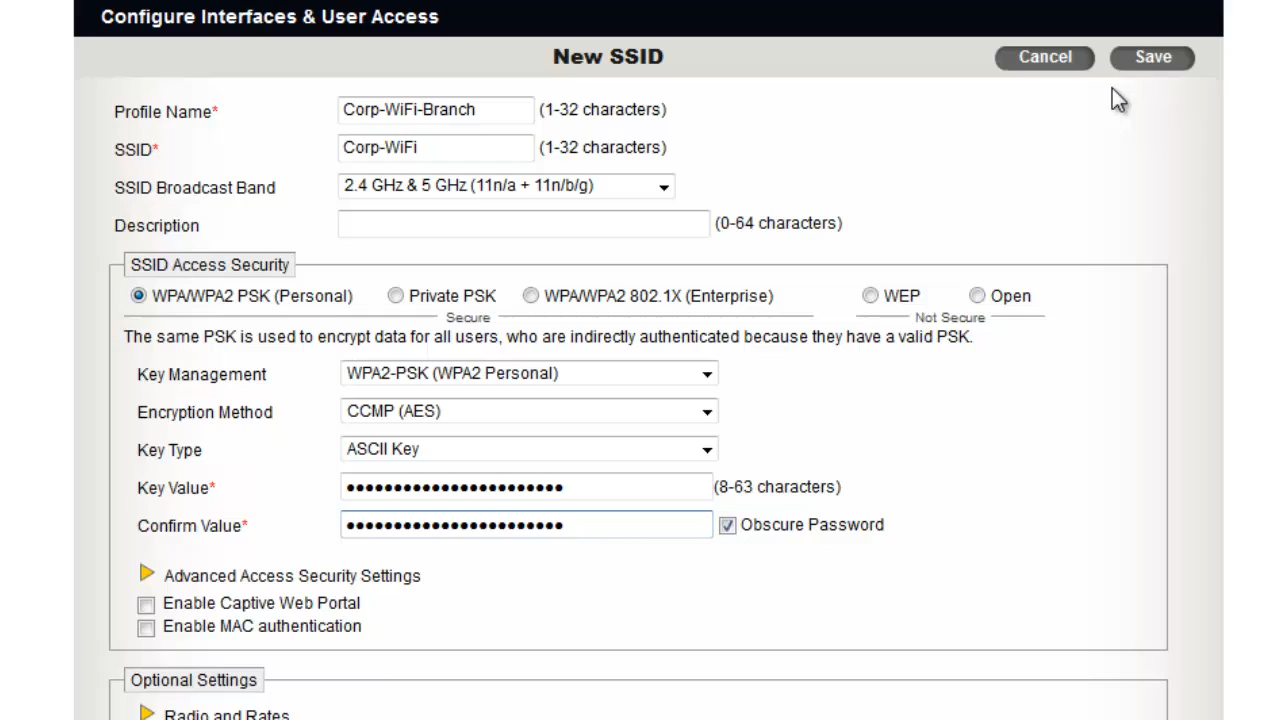 Configure Interfaces & User Access
New SSID
Cancel
Save
Profile Name*
Corp-WiFi-Branch
(1-32 characters)
SSID*
Corp-WiFi
(1-32 characters)
SSID Broadcast Band
2.4 GHz & 5 GHz (11n/a + 11n/b/g)
Description
(0-64 characters)
SSID Access Security
WPA/WPA2 PSK (Personal)
Private PSK
WPA/WPA2 802.1X (Enterprise)
WEP
Open
Secure
Not Secure
The same PSK is used to encrypt data for all users, who are indirectly authenticated because they have a valid PSK.
Key Management
WPA2-PSK (WPA2 Personal)
Encryption Method
CCMP (AES)
Key Type
ASCII Key
Key Value*
(8-63 characters)
Confirm Value*
Obscure Password
Advanced Access Security Settings
Enable Captive Web Portal
Enable MAC authentication
Optional Settings
Radio and Rates